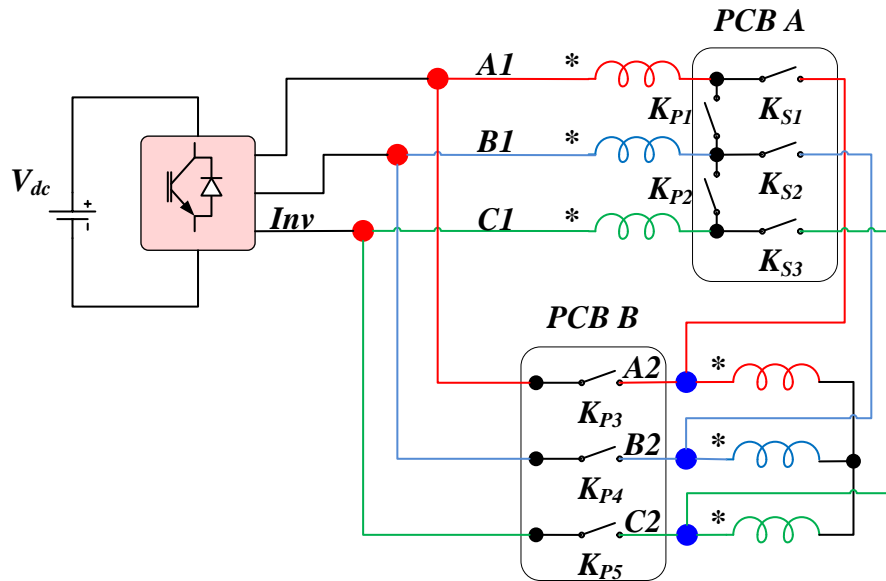 PCB A
A1 *
K_P1 K_S1
V_dc + -
B1 *
K_P2 K_S2
Inv C1 *
K_S3
PCB B
A2 *
K_P3
B2 *
K_P4
C2 *
K_P5